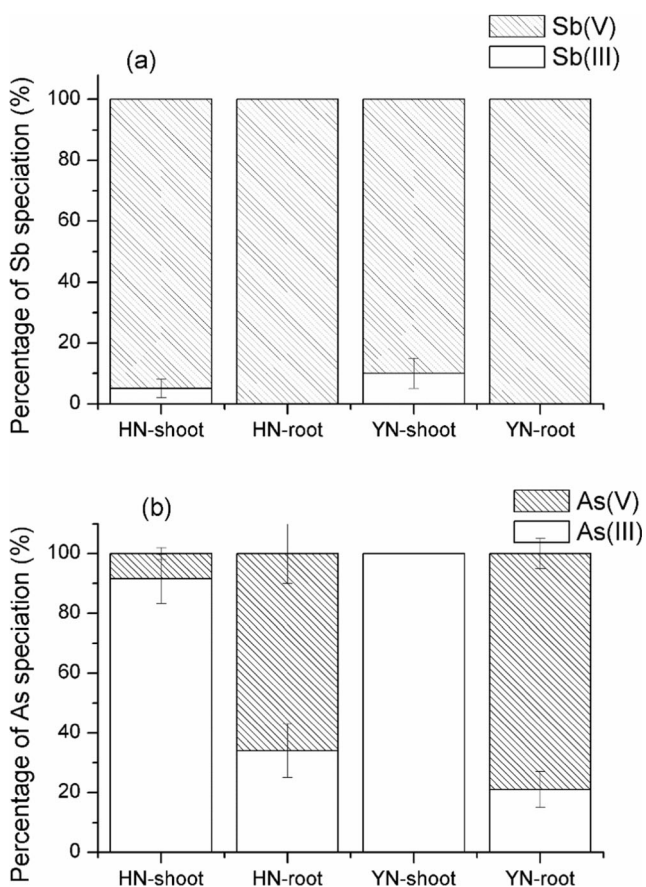 Sb(V)
Sb(III)
(a)
Percentage of Sb speciation (%)
100
80
60
40
20
0
HN-shoot HN-root YN-shoot YN-root
As(V)
As(III)
(b)
Percentage of As speciation (%)
100
80
60
40
20
0
HN-shoot HN-root YN-shoot YN-root